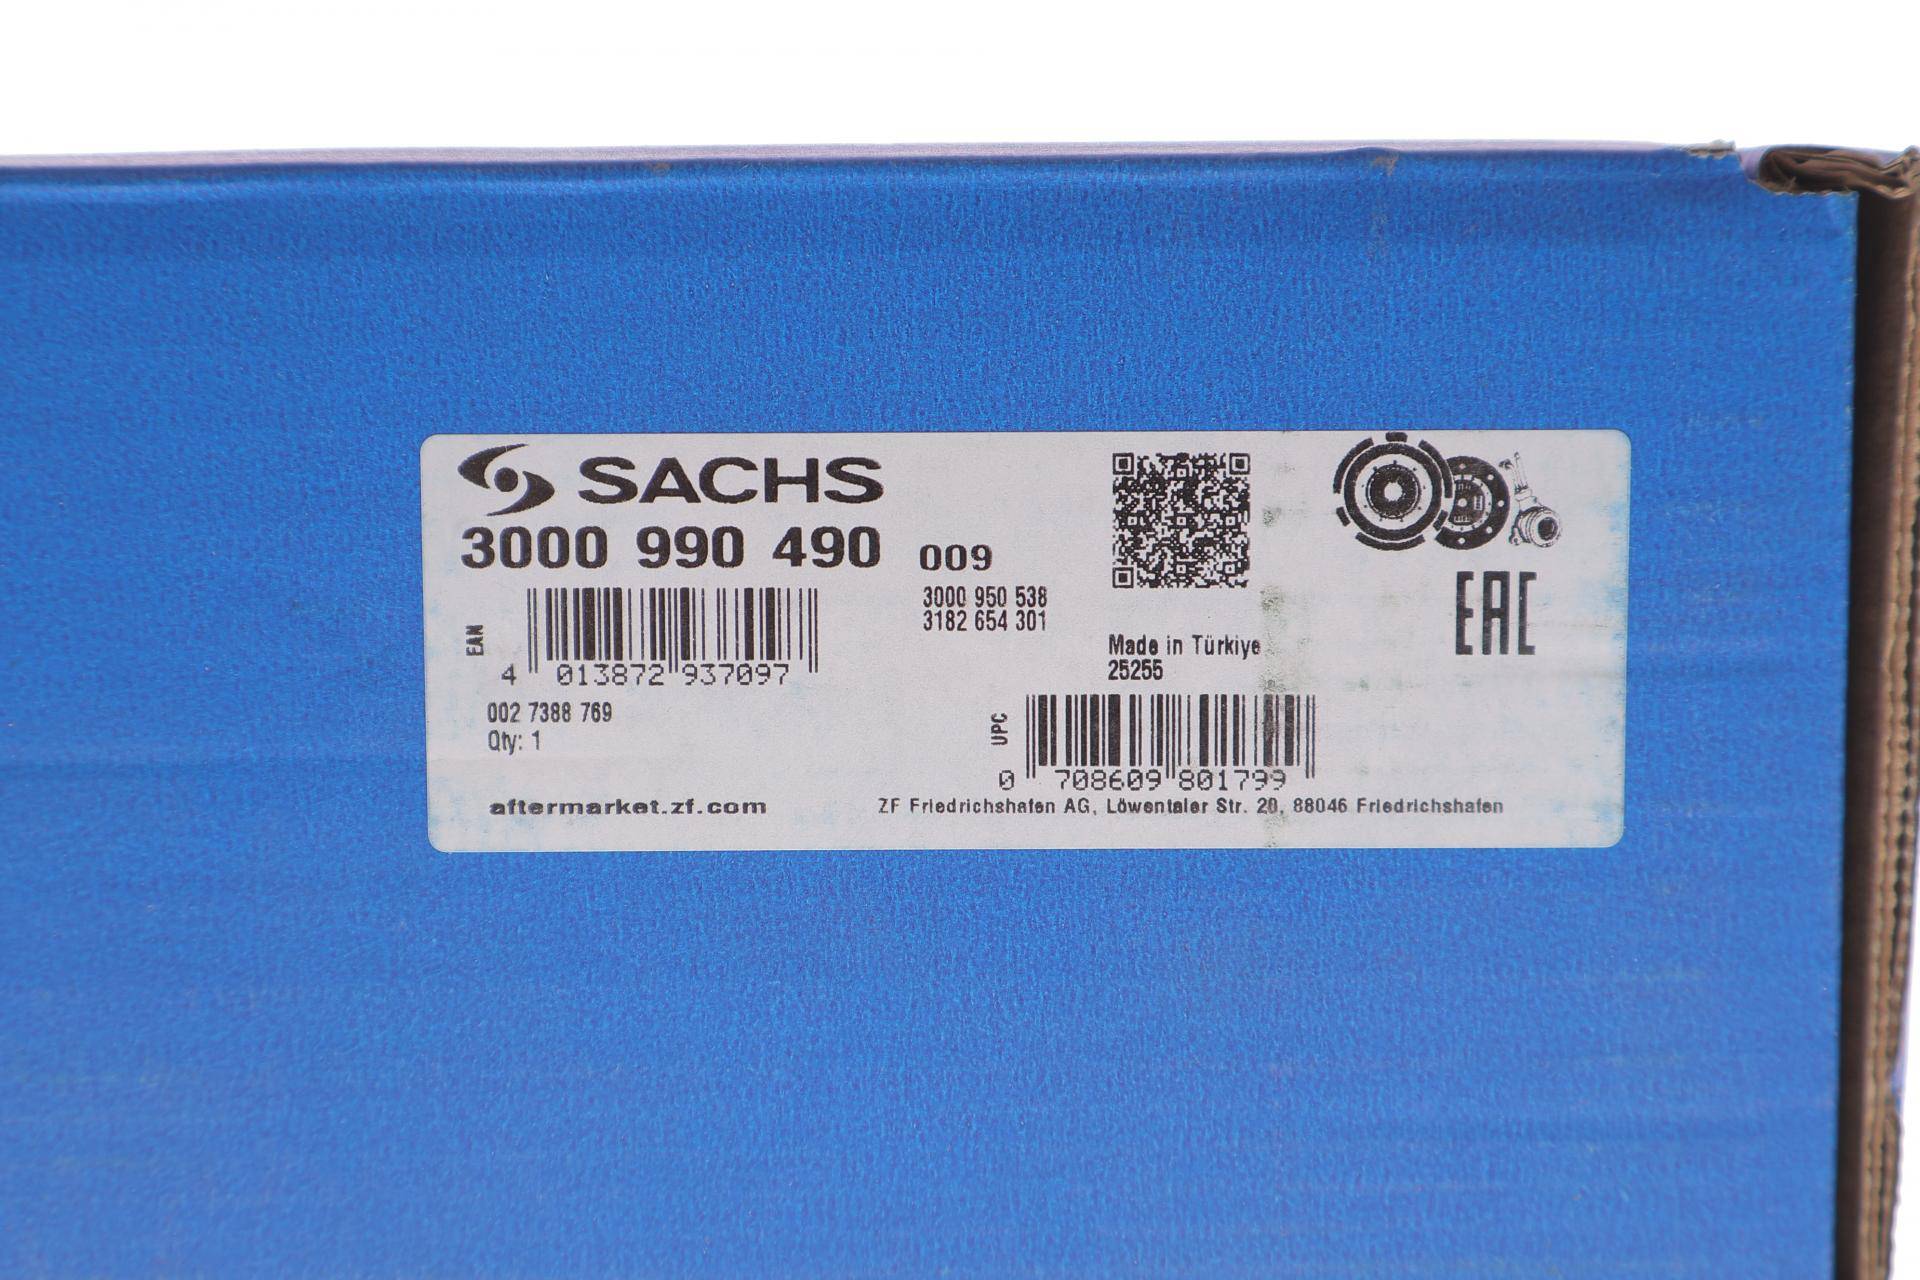 SACHS
3000 990 490 009
3000 950 538
3182 654 301
EAN
4 013872 937097
Made in Türkiye
25255
EAC
002 7388 769
Qty: 1
UPC
0 708609 801799
aftermarket.zf.com
ZF Friedrichshafen AG, Löwentaler Str. 20, 88046 Friedrichshafen